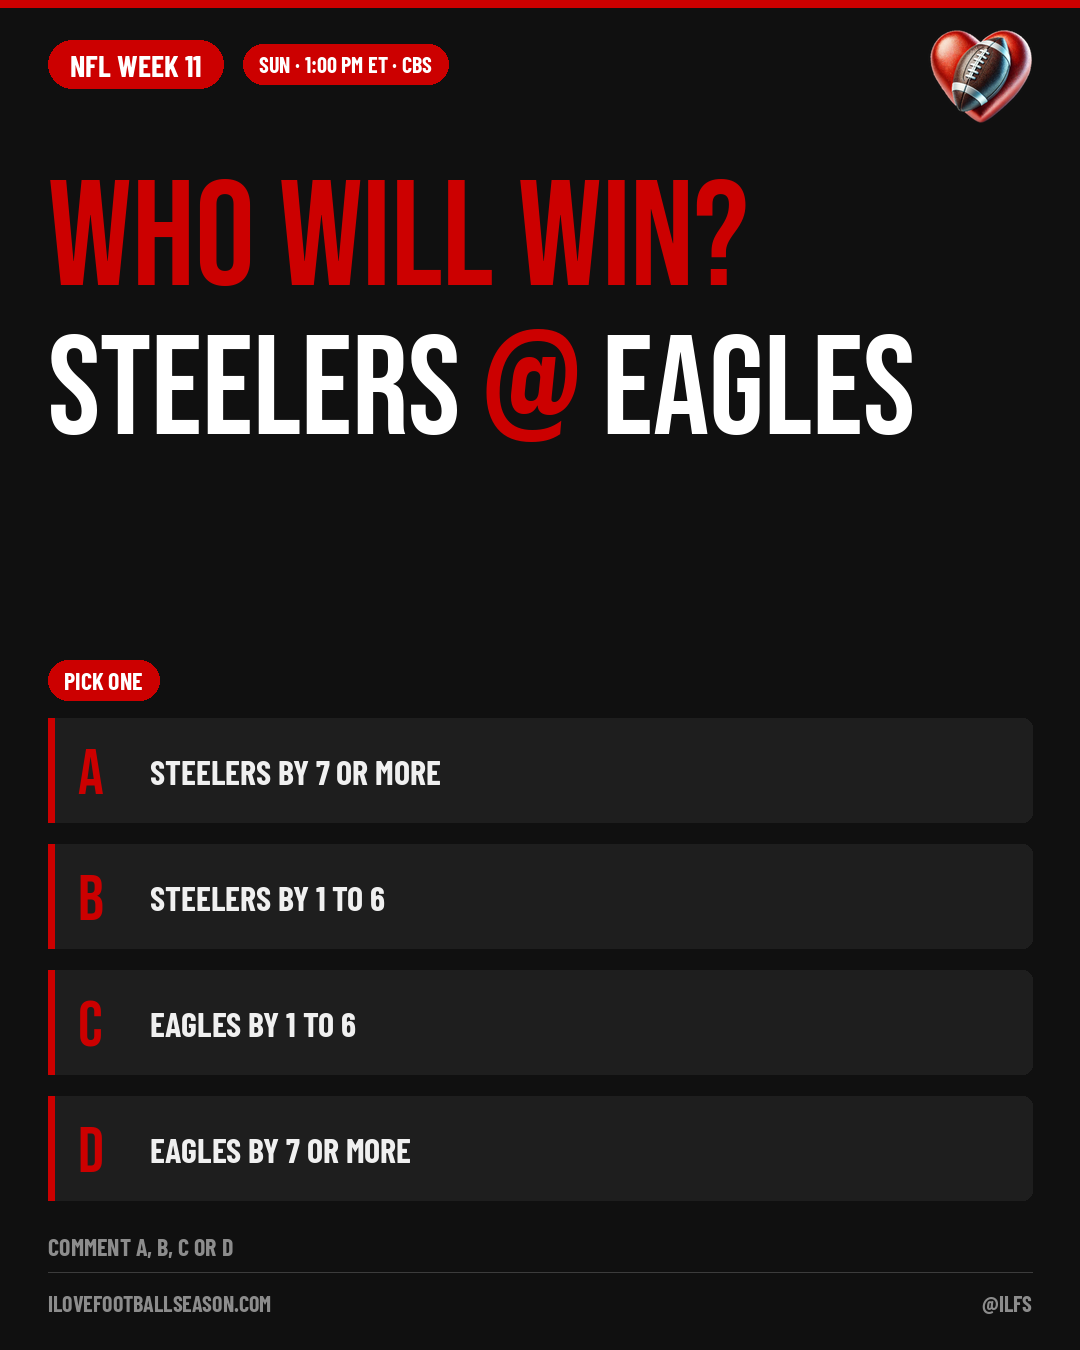 NFL WEEK 11
SUN · 1:00 PM ET · CBS
WHO WILL WIN?
STEELERS @ EAGLES
PICK ONE
A STEELERS BY 7 OR MORE
B STEELERS BY 1 TO 6
C EAGLES BY 1 TO 6
D EAGLES BY 7 OR MORE
COMMENT A, B, C OR D
ILOVEFOOTBALLSEASON.COM
@ILFS